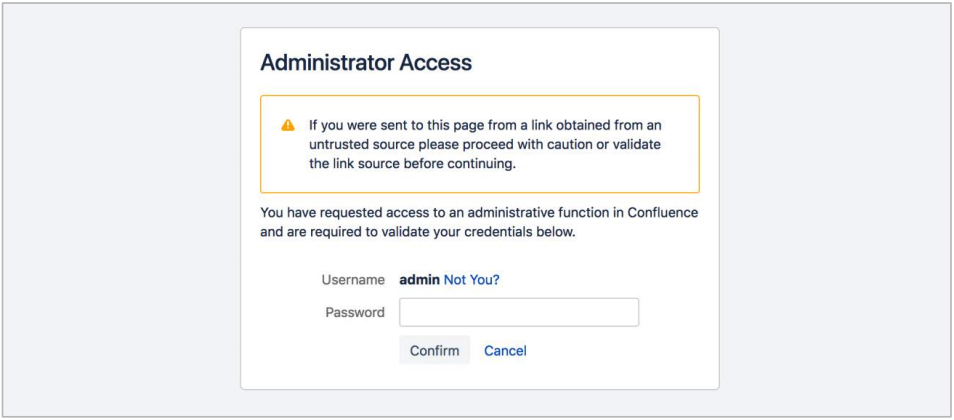 Administrator Access
If you were sent to this page from a link obtained from an
untrusted source please proceed with caution or validate
the link source before continuing.
You have requested access to an administrative function in Confluence
and are required to validate your credentials below.
Username admin Not You?
Password
Confirm Cancel